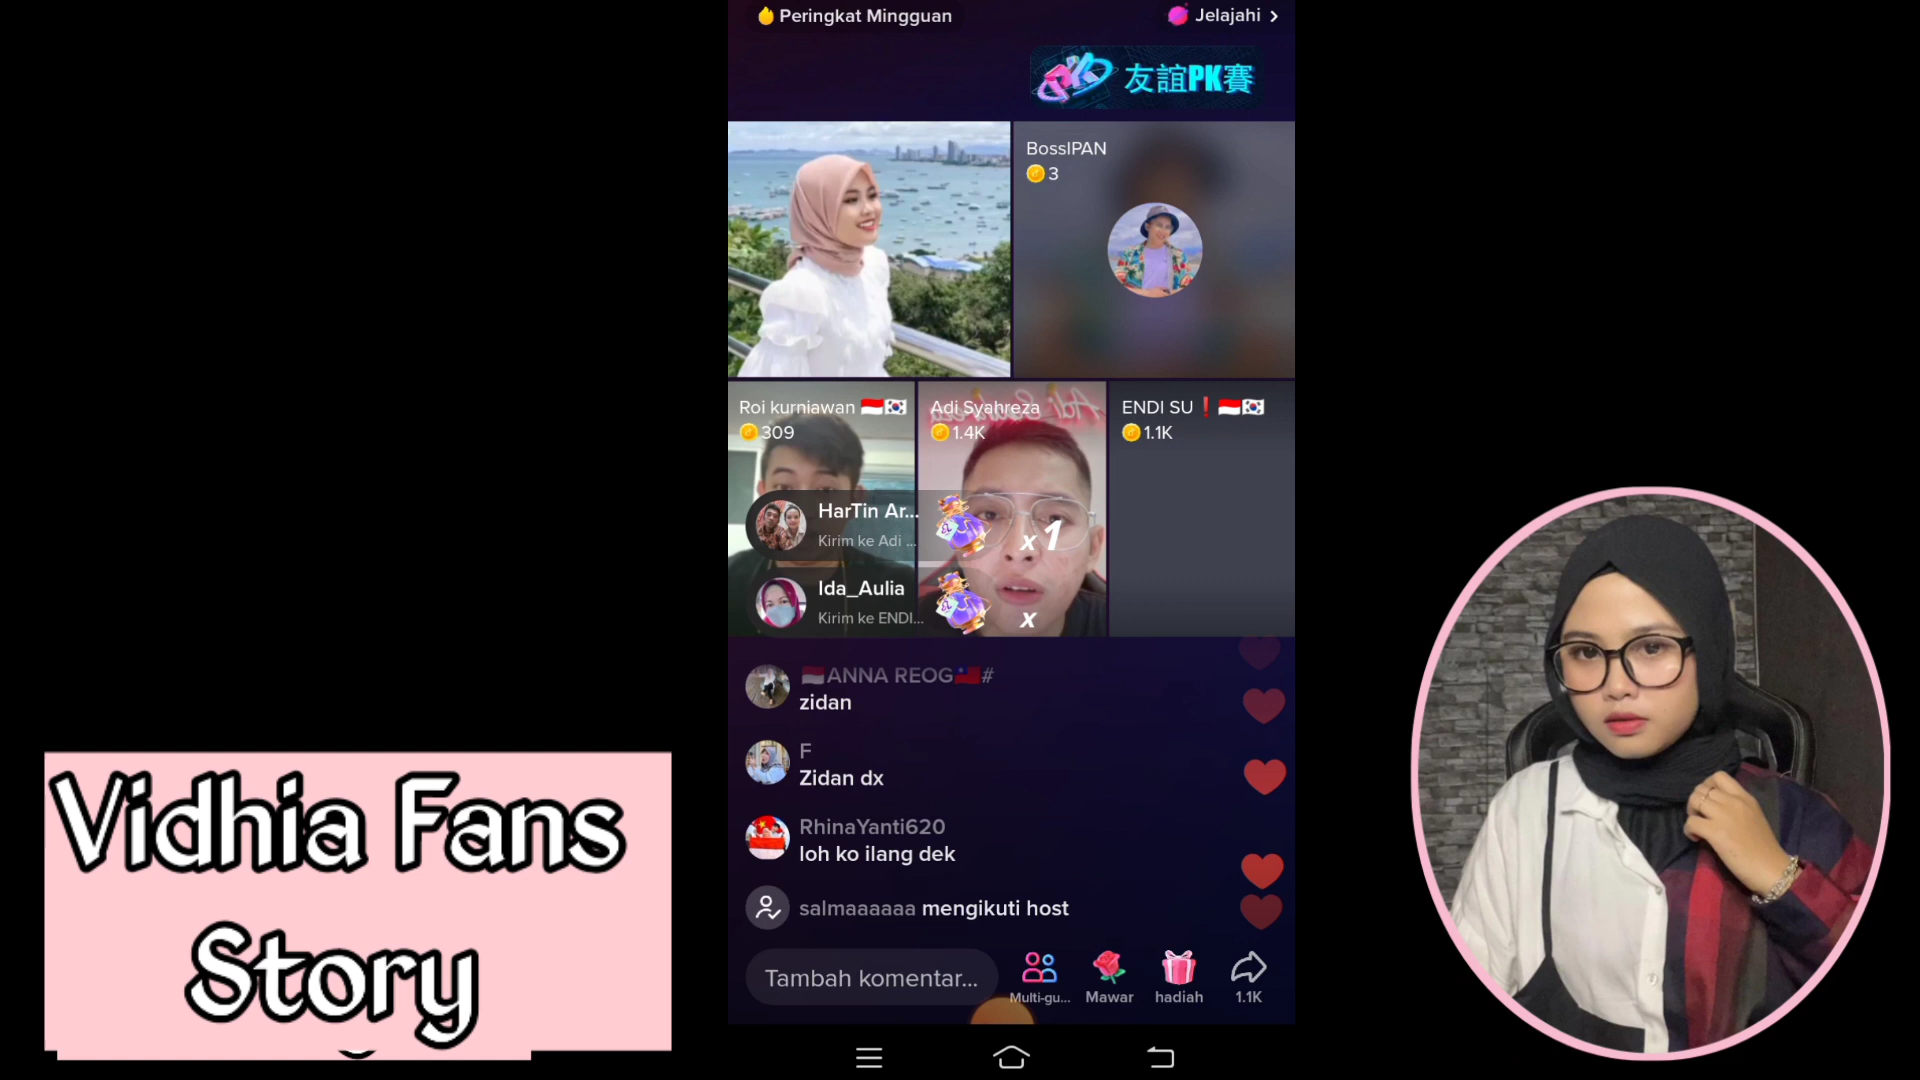 Peringkat Mingguan
Jelajahi >
PK 友誼PK賽
BossIPAN
3
Roi kurniawan 🇮🇩🇰🇷
309
Adi Syahreza
1.4K
ENDI SU❗🇮🇩🇰🇷
1.1K
HarTin Ar...
Kirim ke Adi ...
x1
Ida_Aulia
Kirim ke ENDI...
x
🇮🇩ANNA REOG🇹🇼#
zidan
F
Zidan dx
RhinaYanti620
loh ko ilang dek
salmaaaaaa mengikuti host
Tambah komentar...
Multi-gu...
Mawar
hadiah
1.1K
Vidhia Fans
Story